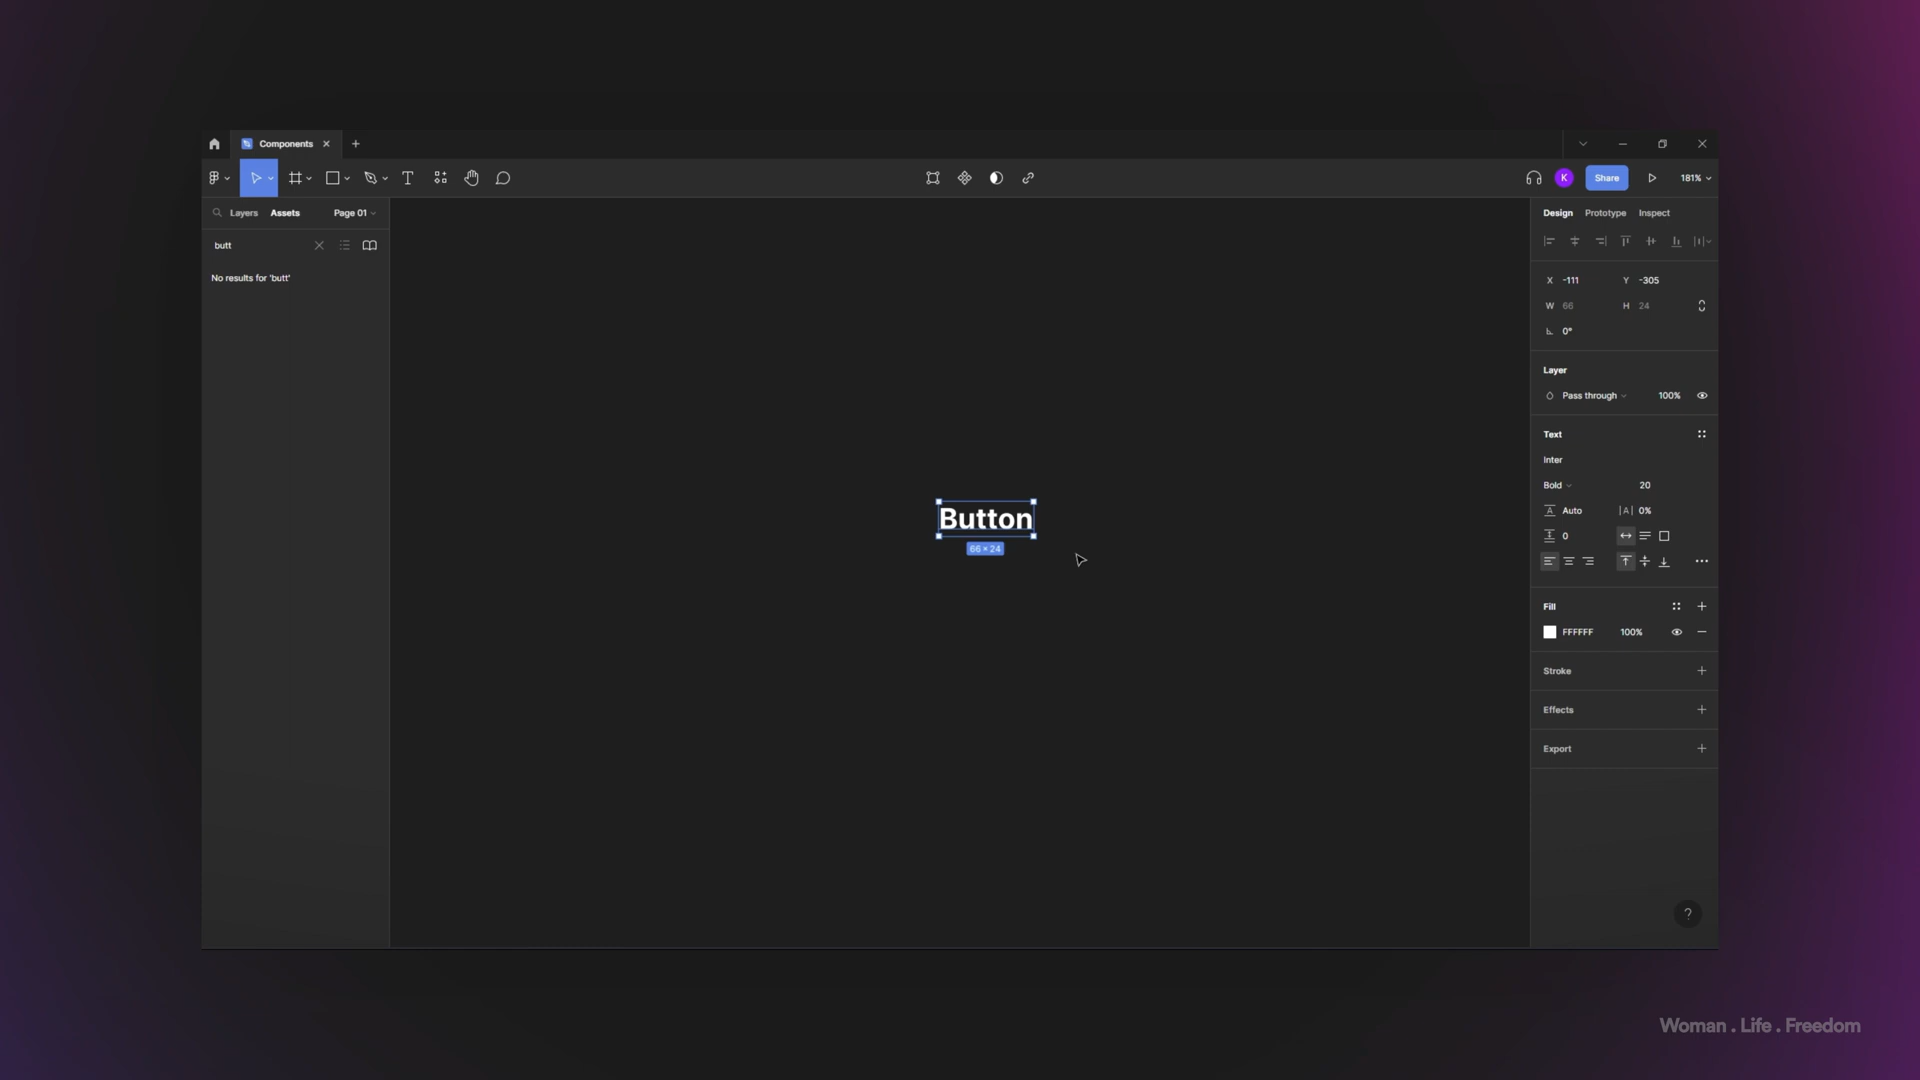 Components
K
Share
181%
Layers
Assets
Page 01
Design
Prototype
Inspect
butt
No results for 'butt'
X -111
Y -305
W 66
H 24
0°
Layer
Pass through
100%
Text
Inter
Bold
20
A Auto
|A| 0%
0
Button
66 × 24
Fill
FFFFFF
100%
Stroke
Effects
Export
?
Woman . Life . Freedom